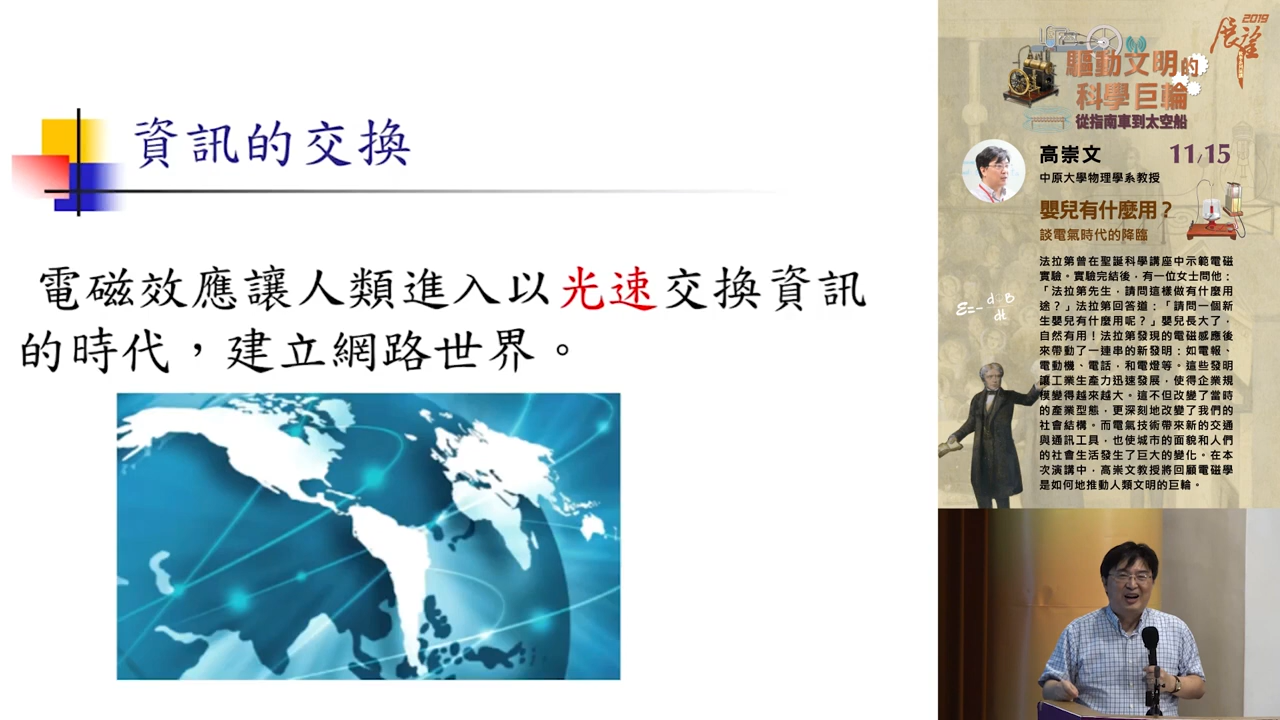 資訊的交換
電磁效應讓人類進入以光速交換資訊
的時代，建立網路世界。
2019
展望
驅動文明的
科學巨輪
從指南車到太空船
高崇文
11/15
中原大學物理學系教授
嬰兒有什麼用？
談電氣時代的降臨
法拉第曾在聖誕科學講座中示範電磁
實驗。實驗完結後，有一位女士問他：
「法拉第先生，請問這樣做有什麼用
途？」法拉第回答道：「請問一個新
生嬰兒有什麼用呢？」嬰兒長大了，
自然有用！法拉第發現的電磁感應後
來帶動了一連串的新發明：如電報、
電動機、電話，和電燈等。這些發明
讓工業生產力迅速發展，使得企業規
模變得越來越大。這不但改變了當時
的產業型態，更深刻地改變了我們的
社會結構。而電氣技術帶來新的交通
與通訊工具，也使城市的面貌和人們
的社會生活發生了巨大的變化。在本
次演講中，高崇文教授將回顧電磁學
是如何地推動人類文明的巨輪。